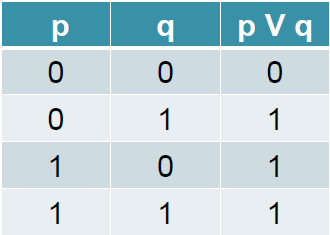 p q p V q
0 0 0
0 1 1
1 0 1
1 1 1